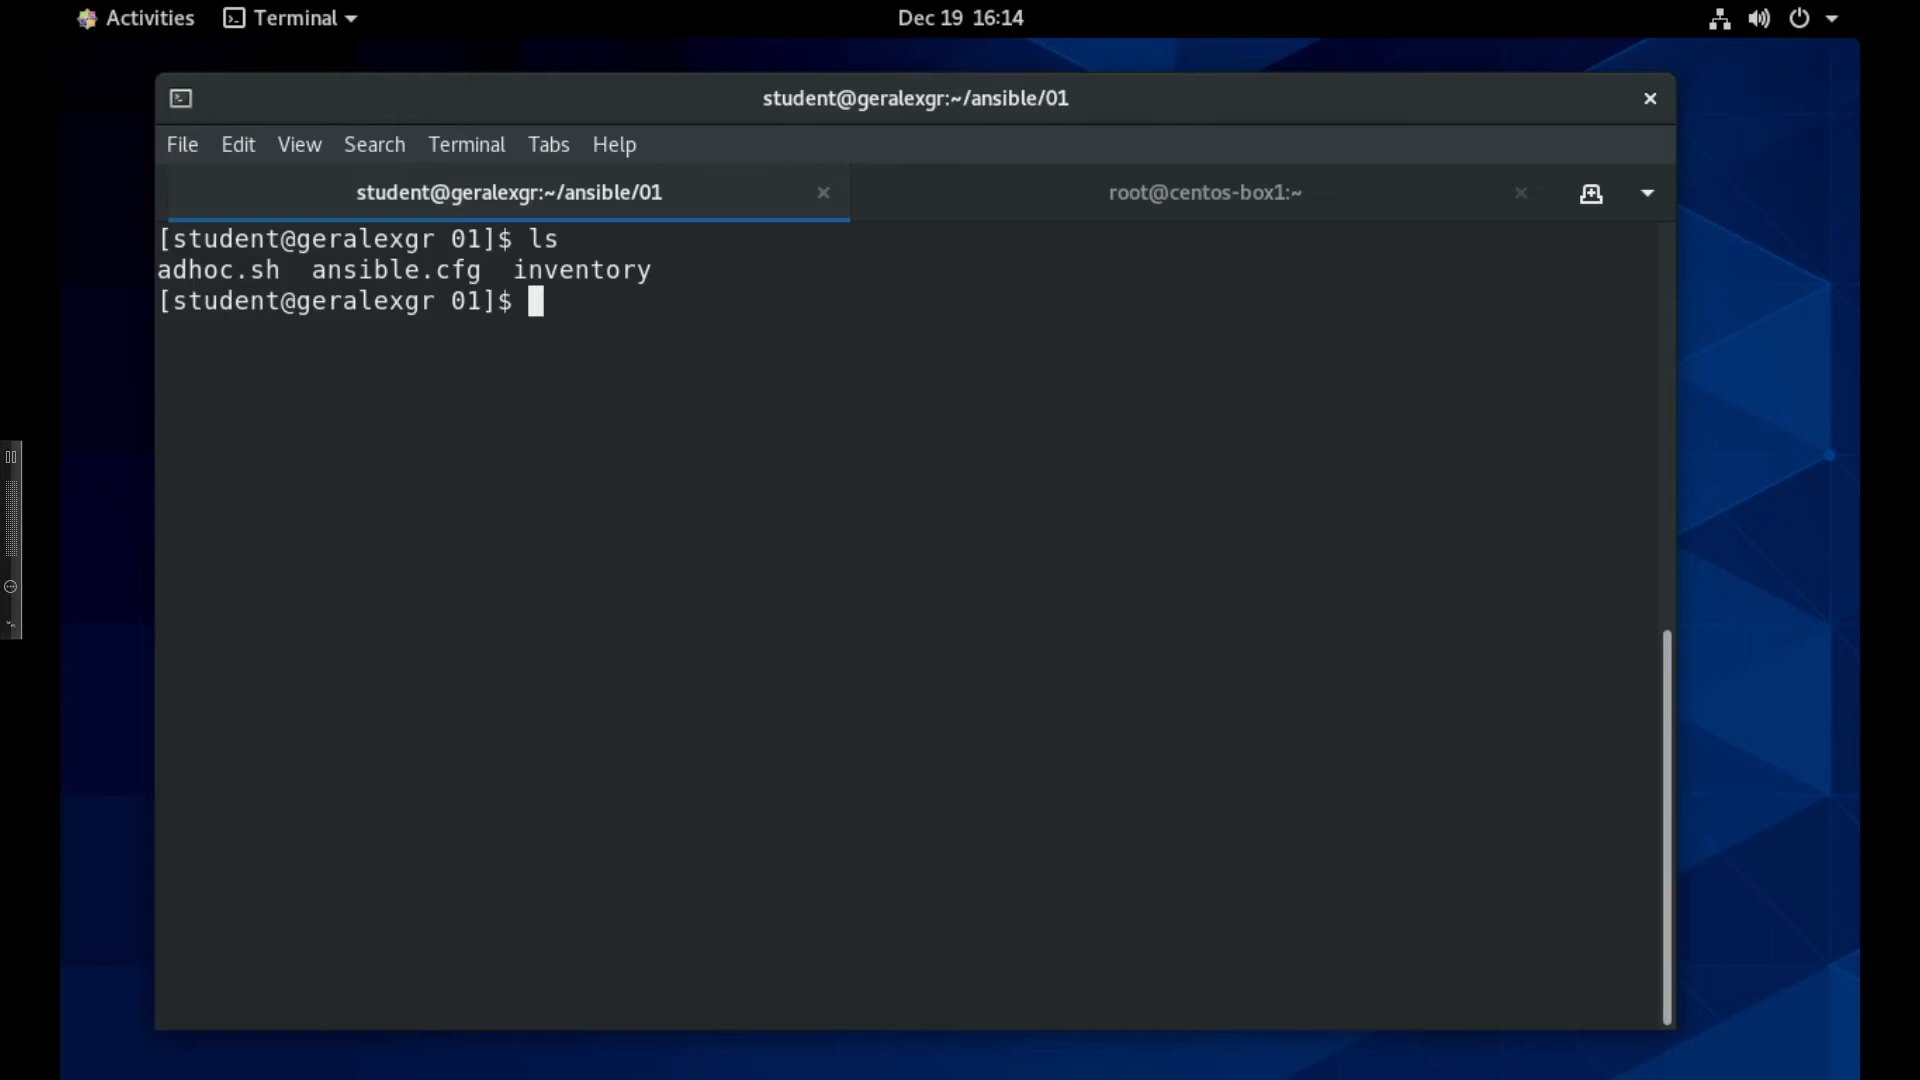 Activities Terminal Dec 19 16:14
student@geralexgr:~/ansible/01
File Edit View Search Terminal Tabs Help
student@geralexgr:~/ansible/01 root@centos-box1:~
[student@geralexgr 01]$ ls
adhoc.sh ansible.cfg inventory
[student@geralexgr 01]$